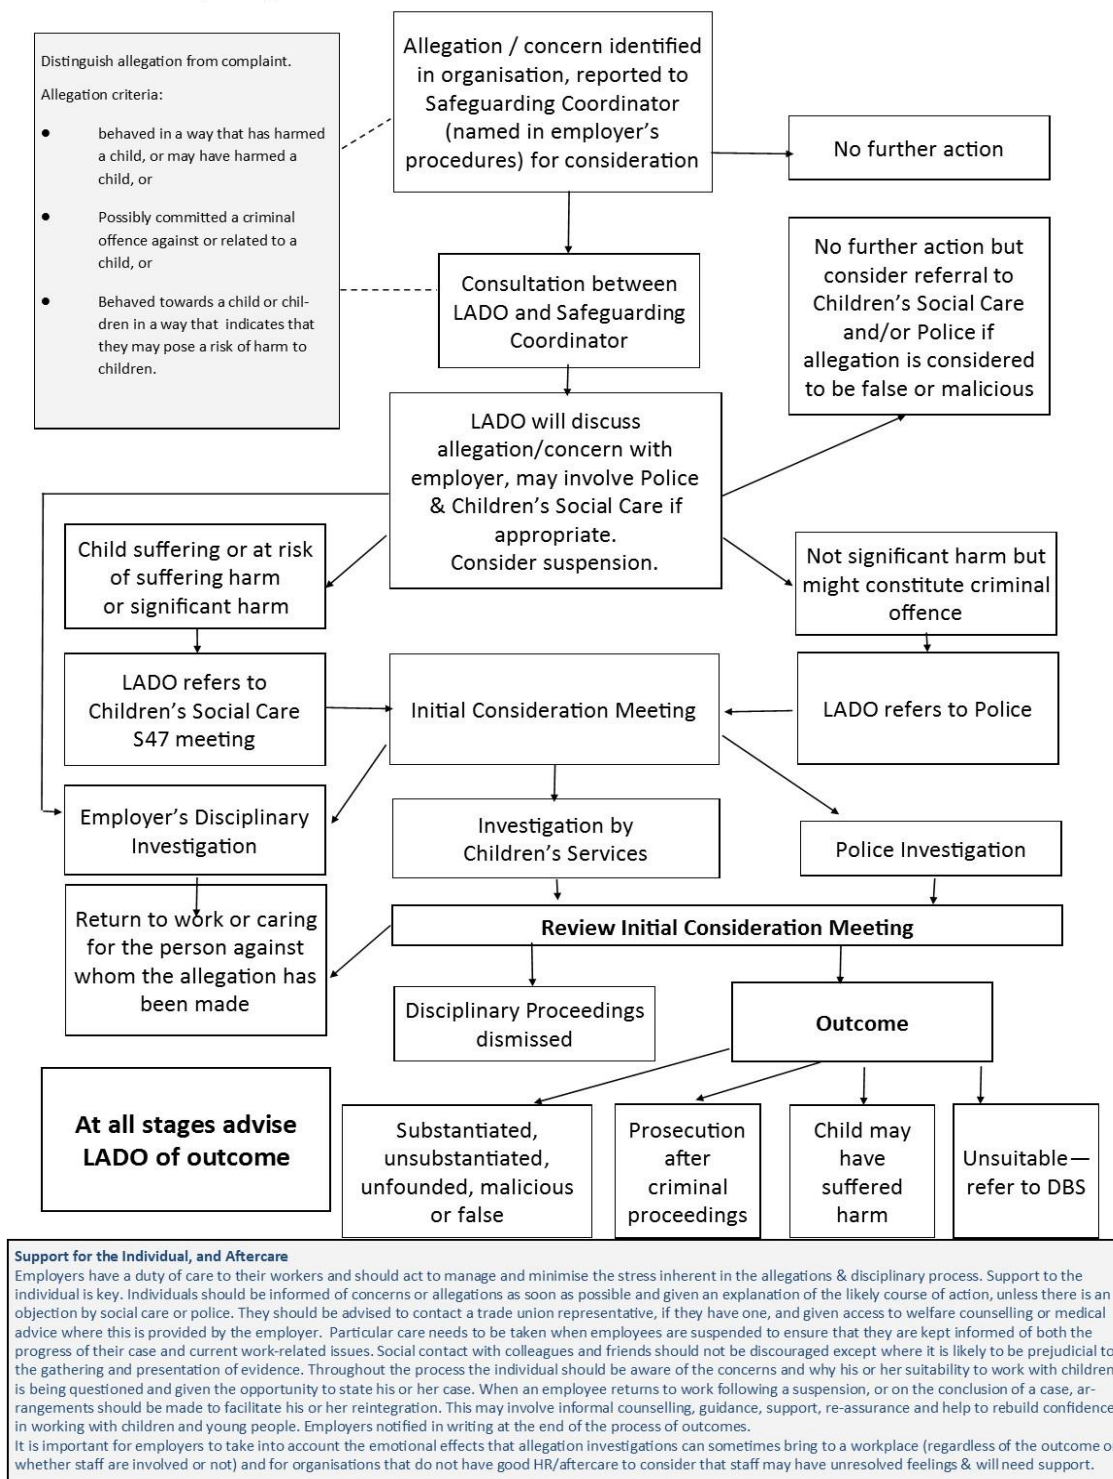 Distinguish allegation from complaint.
Allegation criteria:
● behaved in a way that has harmed
a child, or may have harmed a
child, or
● Possibly committed a criminal
offence against or related to a
child, or
● Behaved towards a child or chil-
dren in a way that indicates that
they may pose a risk of harm to
children.
Allegation / concern identified
in organisation, reported to
Safeguarding Coordinator
(named in employer’s
procedures) for consideration
No further action
Consultation between
LADO and Safeguarding
Coordinator
No further action but
consider referral to
Children’s Social Care
and/or Police if
allegation is considered
to be false or malicious
LADO will discuss
allegation/concern with
employer, may involve Police
& Children’s Social Care if
appropriate.
Consider suspension.
Child suffering or at risk
of suffering harm
or significant harm
Not significant harm but
might constitute criminal
offence
LADO refers to
Children’s Social Care
S47 meeting
Initial Consideration Meeting
LADO refers to Police
Employer’s Disciplinary
Investigation
Investigation by
Children’s Services
Police Investigation
Return to work or caring
for the person against
whom the allegation has
been made
Review Initial Consideration Meeting
Disciplinary Proceedings
dismissed
Outcome
At all stages advise
LADO of outcome
Substantiated,
unsubstantiated,
unfounded, malicious
or false
Prosecution
after
criminal
proceedings
Child may
have
suffered
harm
Unsuitable—
refer to DBS
Support for the Individual, and Aftercare
Employers have a duty of care to their workers and should act to manage and minimise the stress inherent in the allegations & disciplinary process. Support to the
individual is key. Individuals should be informed of concerns or allegations as soon as possible and given an explanation of the likely course of action, unless there is an
objection by social care or police. They should be advised to contact a trade union representative, if they have one, and given access to welfare counselling or medical
advice where this is provided by the employer. Particular care needs to be taken when employees are suspended to ensure that they are kept informed of both the
progress of their case and current work-related issues. Social contact with colleagues and friends should not be discouraged except where it is likely to be prejudicial to
the gathering and presentation of evidence. Throughout the process the individual should be aware of the concerns and why his or her suitability to work with children
is being questioned and given the opportunity to state his or her case. When an employee returns to work following a suspension, or on the conclusion of a case, ar-
rangements should be made to facilitate his or her reintegration. This may involve informal counselling, guidance, support, re-assurance and help to rebuild confidence
in working with children and young people. Employers notified in writing at the end of the process of outcomes.
It is important for employers to take into account the emotional effects that allegation investigations can sometimes bring to a workplace (regardless of the outcome or
whether staff are involved or not) and for organisations that do not have good HR/aftercare to consider that staff may have unresolved feelings & will need support.